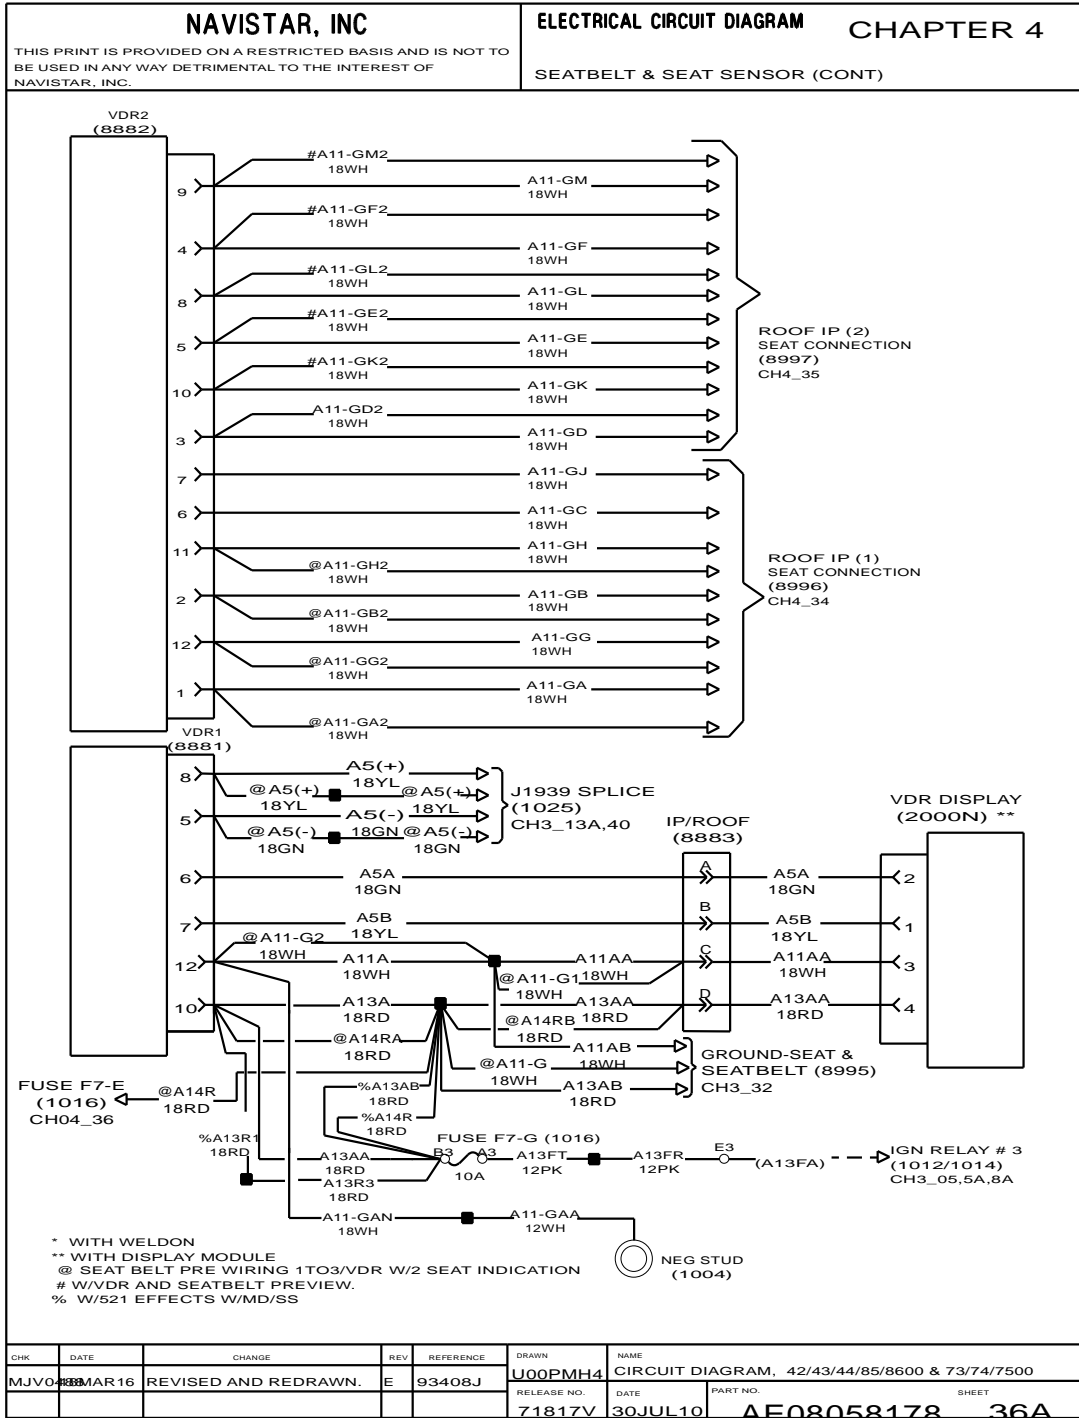 NAVISTAR, INC
THIS PRINT IS PROVIDED ON A RESTRICTED BASIS AND IS NOT TO
BE USED IN ANY WAY DETRIMENTAL TO THE INTEREST OF
NAVISTAR, INC.
ELECTRICAL CIRCUIT DIAGRAM
CHAPTER 4
SEATBELT & SEAT SENSOR (CONT)
VDR2
(8882)
#A11-GM2
18WH
9
A11-GM
18WH
#A11-GF2
18WH
4
A11-GF
18WH
#A11-GL2
18WH
8
A11-GL
18WH
#A11-GE2
18WH
5
A11-GE
18WH
#A11-GK2
18WH
10
A11-GK
18WH
A11-GD2
18WH
3
A11-GD
18WH
ROOF IP (2)
SEAT CONNECTION
(8997)
CH4_35
7
A11-GJ
18WH
6
A11-GC
18WH
11
A11-GH
18WH
@A11-GH2
18WH
2
A11-GB
18WH
@A11-GB2
18WH
12
A11-GG
18WH
@A11-GG2
18WH
1
A11-GA
18WH
@A11-GA2
18WH
ROOF IP (1)
SEAT CONNECTION
(8996)
CH4_34
VDR1
(8881)
8
A5(+)
18YL
@A5(+)
18YL
@A5(+)
18YL
5
A5(-)
18GN
@A5(-)
18GN
@A5(-)
18GN
J1939 SPLICE
(1025)
CH3_13A,40
IP/ROOF
(8883)
VDR DISPLAY
(2000N) **
6
A5A
18GN
A
A5A
18GN
2
7
A5B
18YL
B
A5B
18YL
1
@A11-G2
18WH
12
A11A
18WH
A11AA
18WH
@A11-G1
18WH
C
A11AA
18WH
3
10
A13A
18RD
A13AA
18RD
D
A13AA
18RD
4
@A14RA
18RD
@A14RB
18RD
A11AB
18WH
@A11-G
18WH
A13AB
18RD
GROUND-SEAT &
SEATBELT (8995)
CH3_32
FUSE F7-E
(1016)
CH04_36
@A14R
18RD
%A13AB
18RD
%A14R
18RD
%A13R1
18RD
A13AA
18RD
A13R3
18RD
FUSE F7-G (1016)
B3
A3
10A
A13FT
12PK
A13FR
12PK
E3
(A13FA)
IGN RELAY # 3
(1012/1014)
CH3_05,5A,8A
A11-GAN
18WH
A11-GAA
12WH
NEG STUD
(1004)
* WITH WELDON
** WITH DISPLAY MODULE
@ SEAT BELT PRE WIRING 1TO3/VDR W/2 SEAT INDICATION
# W/VDR AND SEATBELT PREVIEW.
% W/521 EFFECTS W/MD/SS
CHK
DATE
CHANGE
REV
REFERENCE
MAR16
REVISED AND REDRAWN.
E
93408J
DRAWN
U00PMH4
NAME
CIRCUIT DIAGRAM, 42/43/44/85/8600 & 73/74/7500
RELEASE NO.
71817V
DATE
30JUL10
PART NO.
AE08058178
SHEET
36A